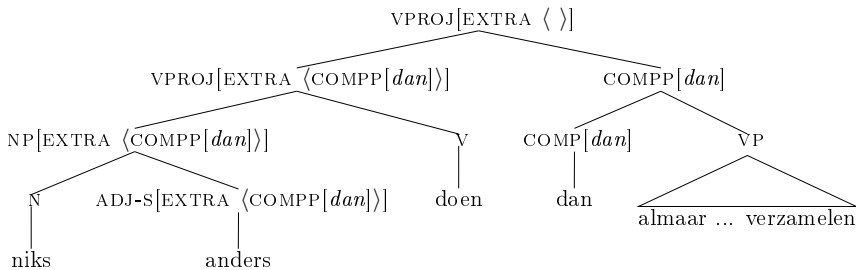 VPROJ[EXTRA ⟨ ⟩]
VPROJ[EXTRA ⟨COMPP[dan]⟩] COMPP[dan]
NP[EXTRA ⟨COMPP[dan]⟩] V COMP[dan] VP
N ADJ-S[EXTRA ⟨COMPP[dan]⟩] doen dan
almaar ... verzamelen
niks anders